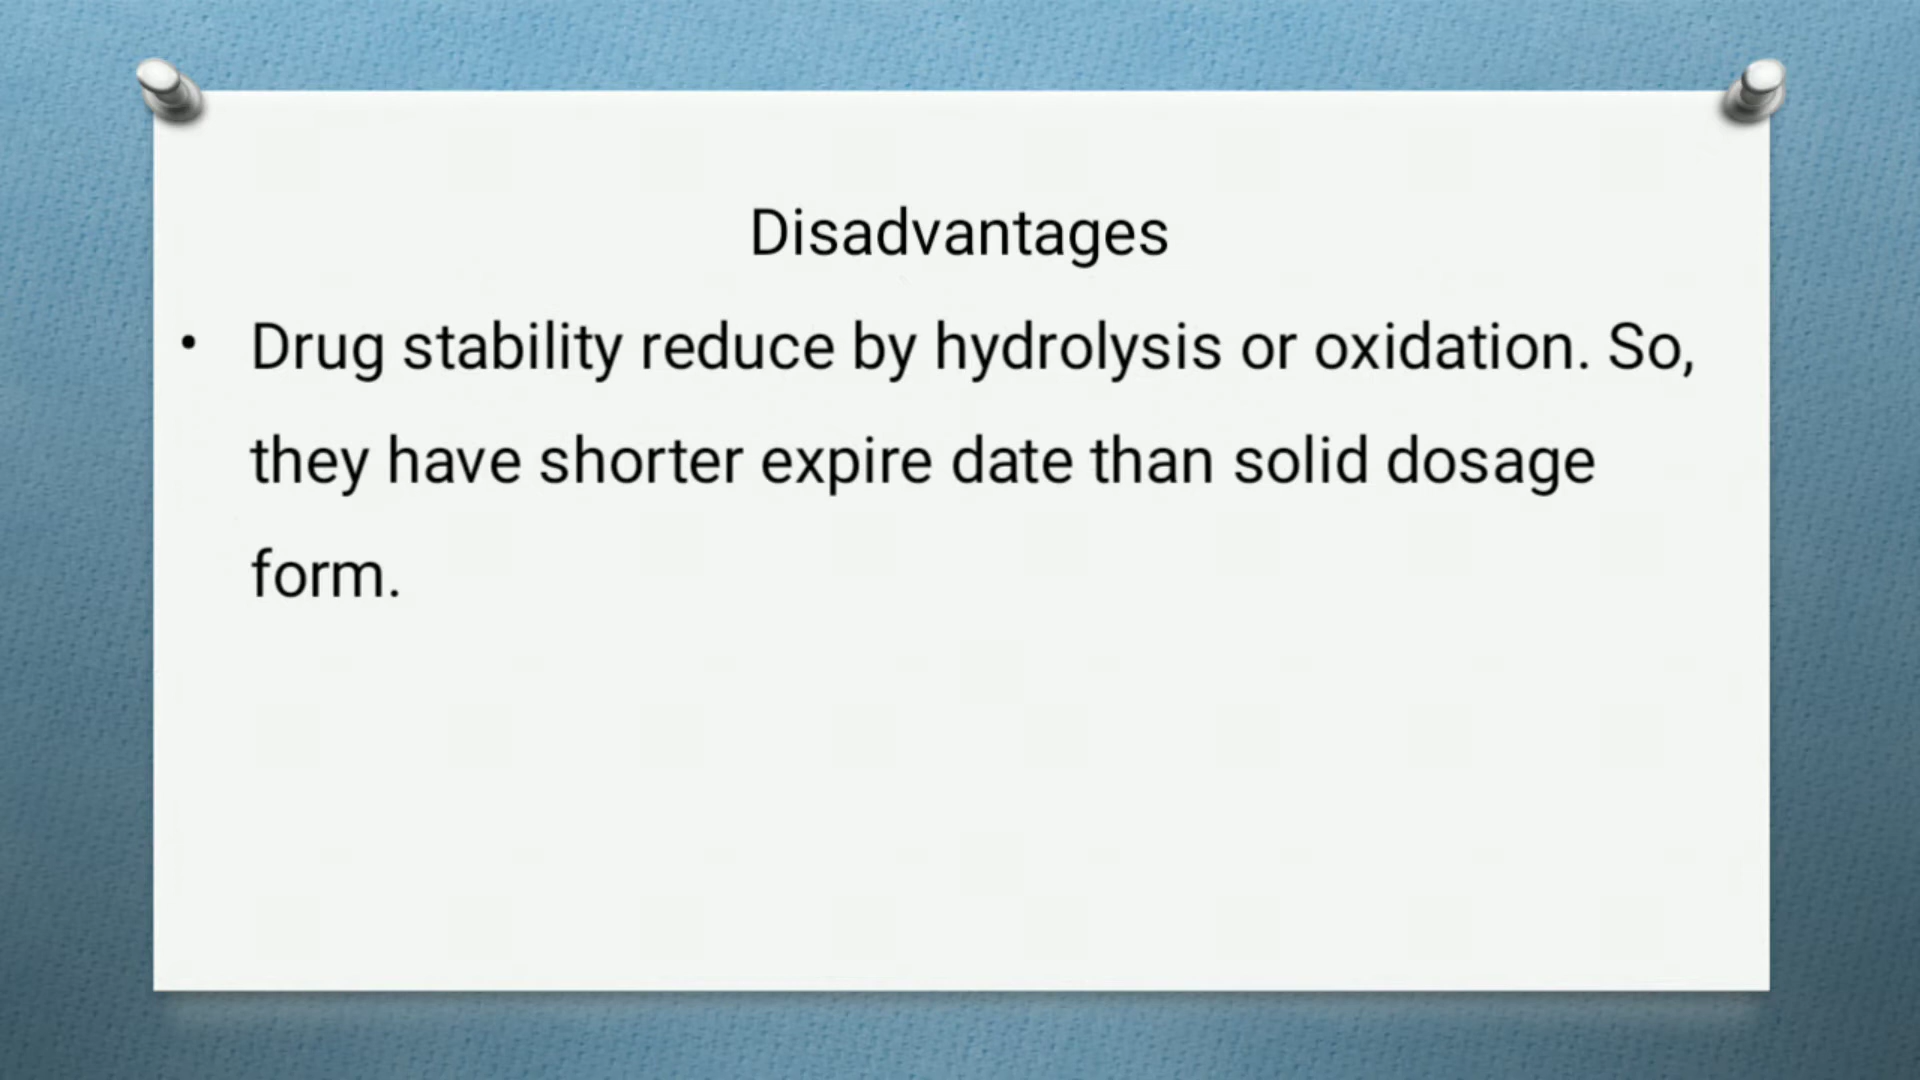 Disadvantages
• Drug stability reduce by hydrolysis or oxidation. So,
they have shorter expire date than solid dosage
form.